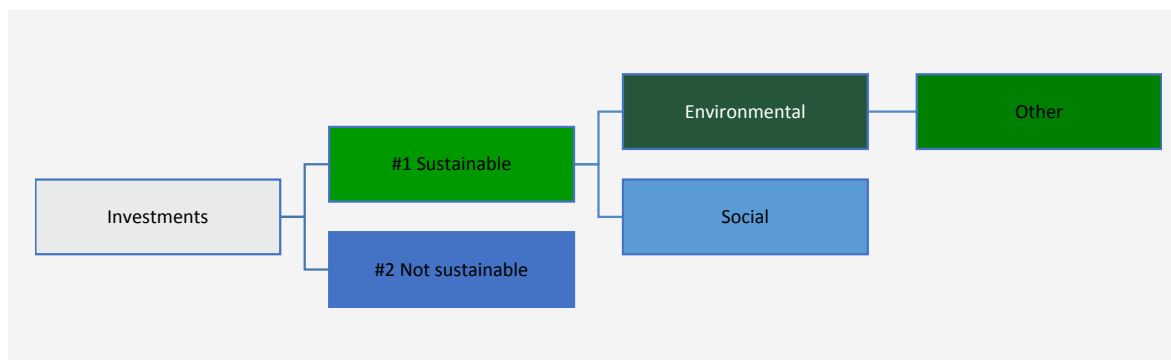 Environmental
Other
#1 Sustainable
Investments
Social
#2 Not sustainable